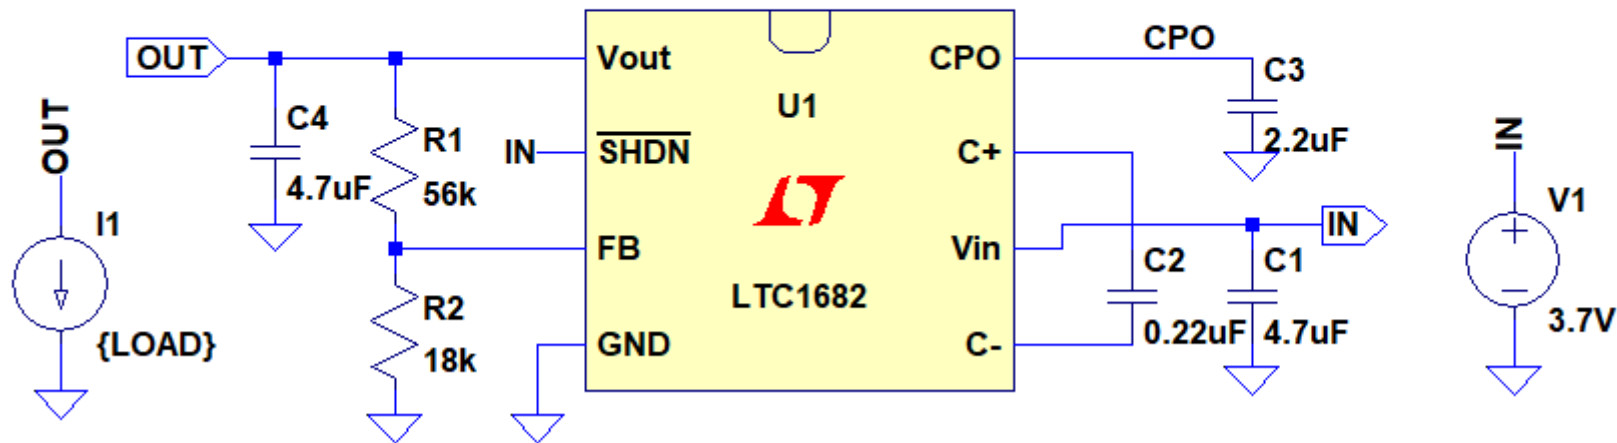 OUT
OUT
I1
{LOAD}
C4
4.7uF
R1
56k
R2
18k
IN
Vout
SHDN
FB
GND
U1
LTC1682
CPO
C+
Vin
C-
CPO
C3
2.2uF
C2
0.22uF
C1
4.7uF
IN
IN
V1
3.7V